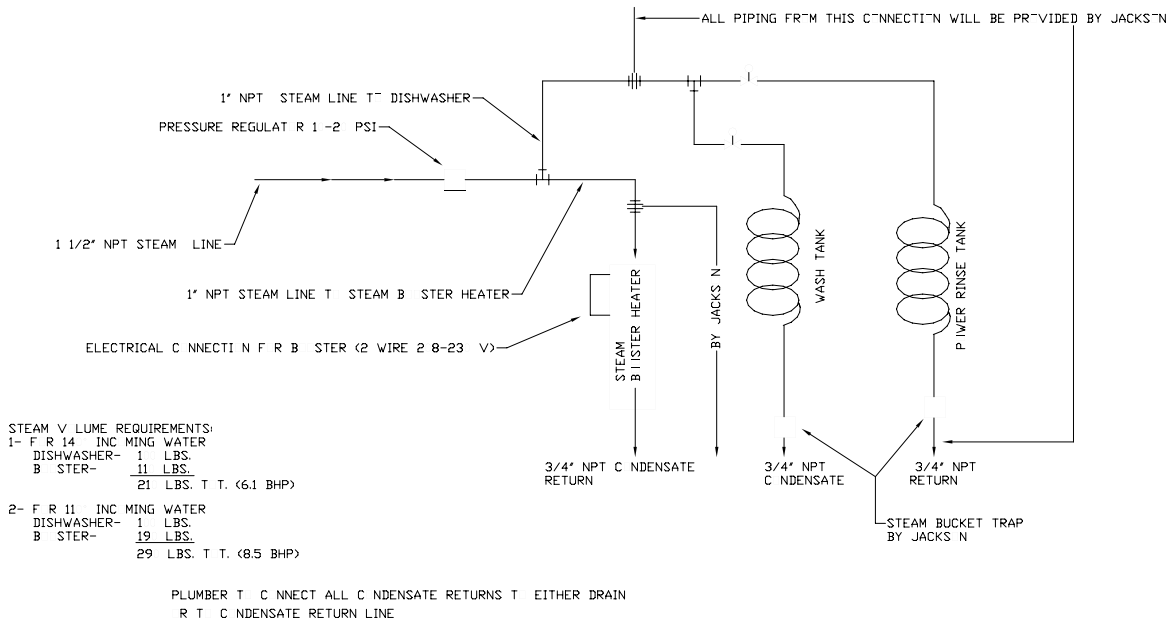 ALL PIPING FR M THIS C NNECTI N WILL BE PR VIDED BY JACKS N
1" NPT STEAM LINE T DISHWASHER
PRESSURE REGULAT R 1 -2 PSI
1 1/2" NPT STEAM LINE
1" NPT STEAM LINE T STEAM B STER HEATER
ELECTRICAL C NNECTI N F R B STER (2 WIRE 2 8-23 V)
STEAM
B STER HEATER
BY JACKS N
WASH TANK
P WER RINSE TANK
STEAM V LUME REQUIREMENTS:
1- F R 14 INC MING WATER
DISHWASHER- 1 LBS.
B STER- 11 LBS.
21 LBS. T T. (6.1 BHP)
2- F R 11 INC MING WATER
DISHWASHER- 1 LBS.
B STER- 19 LBS.
29 LBS. T T. (8.5 BHP)
3/4" NPT C NDENSATE
RETURN
3/4" NPT
C NDENSATE
3/4" NPT
RETURN
STEAM BUCKET TRAP
BY JACKS N
PLUMBER T C NNECT ALL C NDENSATE RETURNS T EITHER DRAIN
R T C NDENSATE RETURN LINE